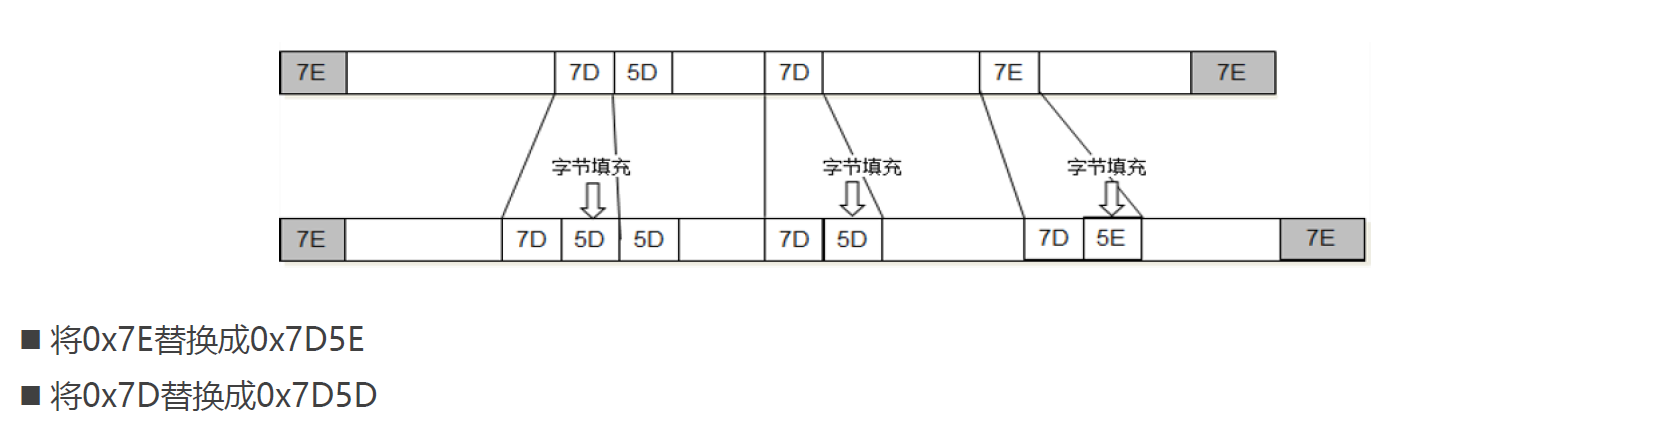 7E 7D 5D 7D 7E 7E
字节填充 字节填充 字节填充
7E 7D 5D 5D 7D 5D 7D 5E 7E
■ 将0x7E替换成0x7D5E
■ 将0x7D替换成0x7D5D